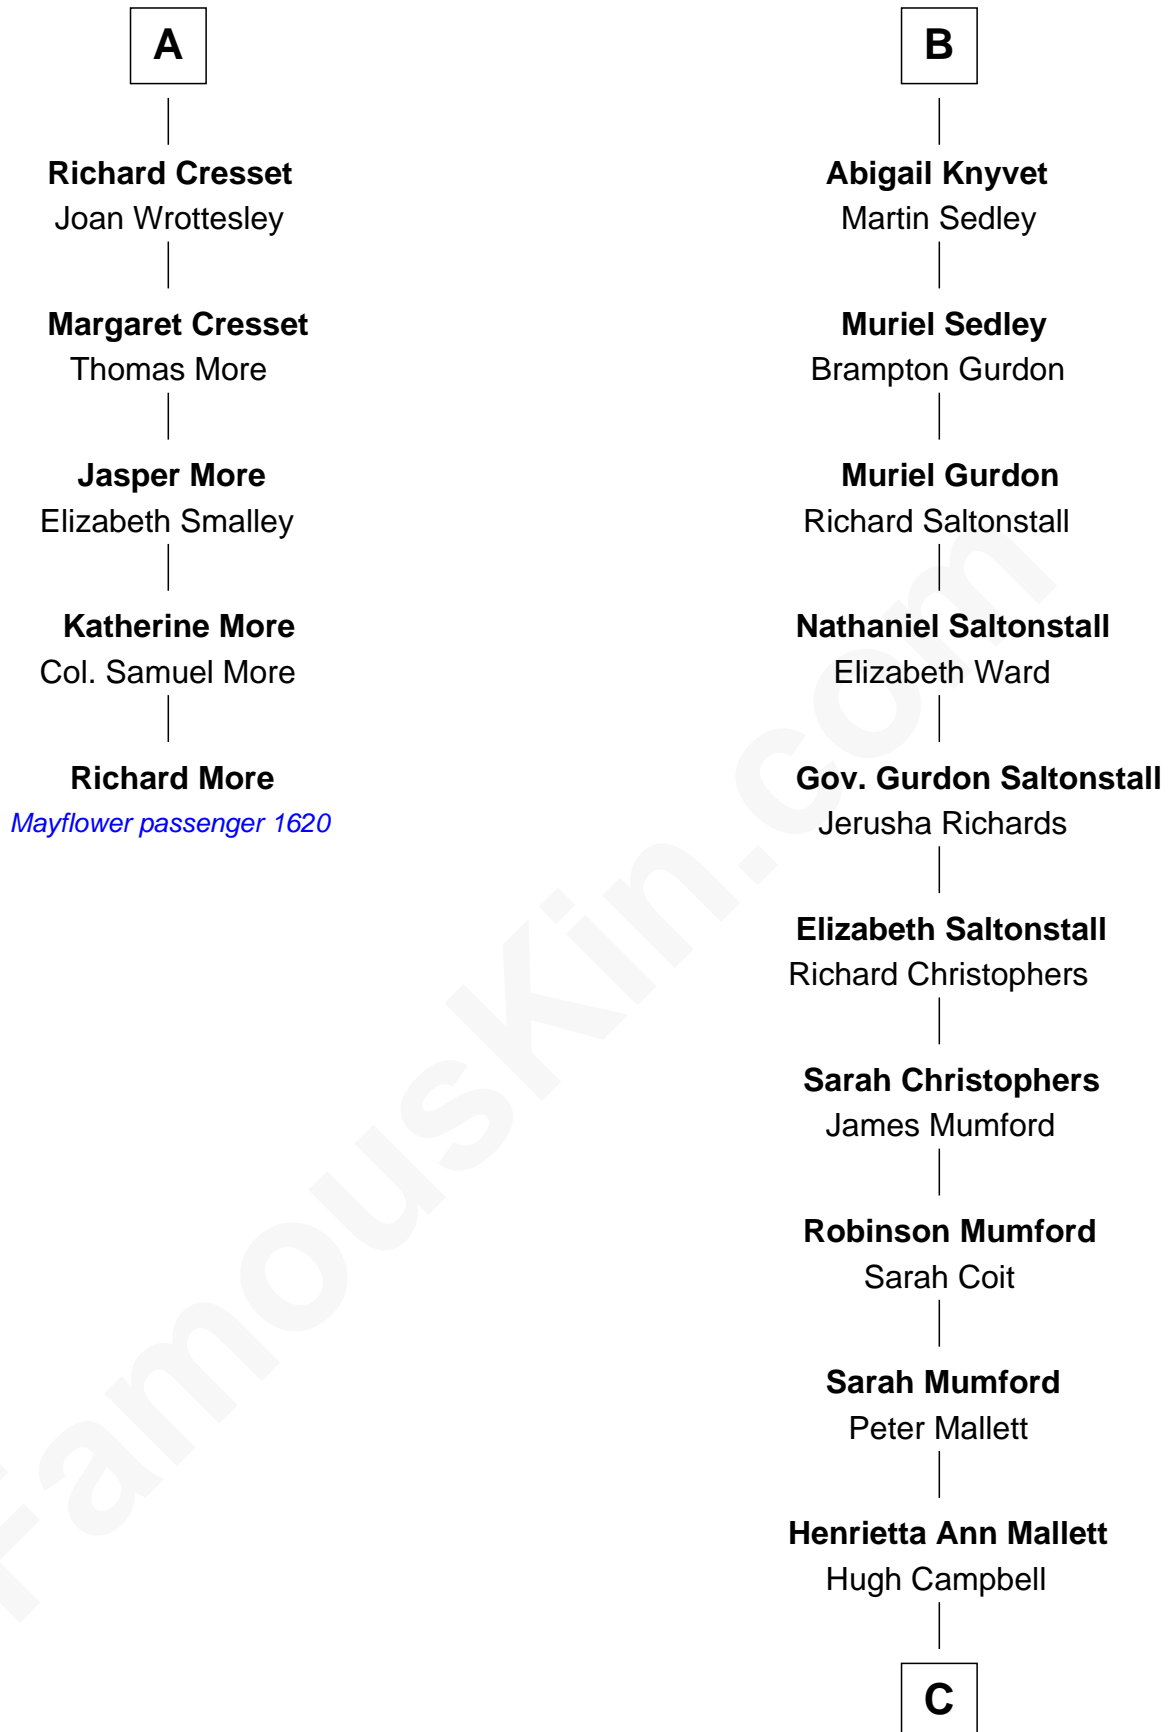 A
Richard Cresset
Joan Wrottesley
Margaret Cresset
Thomas More
Jasper More
Elizabeth Smalley
Katherine More
Col. Samuel More
Richard More
Mayflower passenger 1620
B
Abigail Knyvet
Martin Sedley
Muriel Sedley
Brampton Gurdon
Muriel Gurdon
Richard Saltonstall
Nathaniel Saltonstall
Elizabeth Ward
Gov. Gurdon Saltonstall
Jerusha Richards
Elizabeth Saltonstall
Richard Christophers
Sarah Christophers
James Mumford
Robinson Mumford
Sarah Coit
Sarah Mumford
Peter Mallett
Henrietta Ann Mallett
Hugh Campbell
C
FamousKin.com